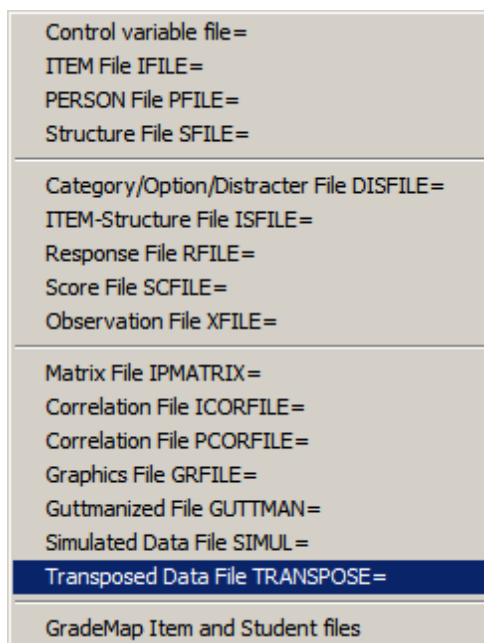 Control variable file=
ITEM File IFILE=
PERSON File PFILE=
Structure File SFILE=
Category/Option/Distracter File DISFILE=
ITEM-Structure File ISFILE=
Response File RFILE=
Score File SCFILE=
Observation File XFILE=
Matrix File IPMATRIX=
Correlation File ICORFILE=
Correlation File PCORFILE=
Graphics File GRFILE=
Guttmanized File GUTTMAN=
Simulated Data File SIMUL=
Transposed Data File TRANSPOSE=
GradeMap Item and Student files